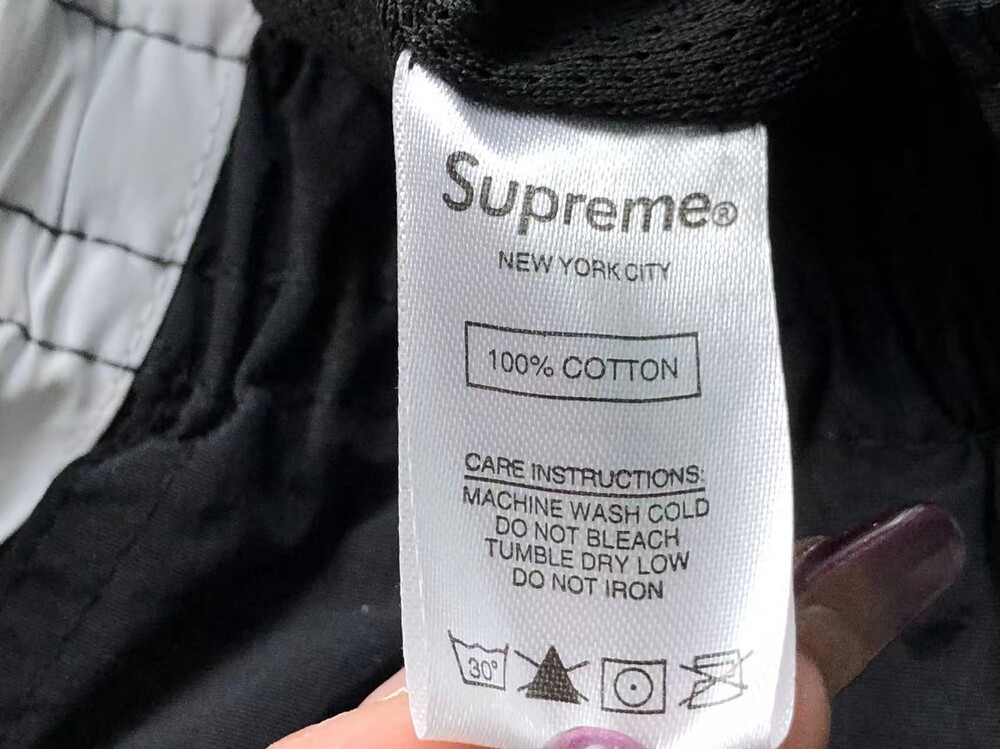 Supreme®
NEW YORK CITY
100% COTTON
CARE INSTRUCTIONS:
MACHINE WASH COLD
DO NOT BLEACH
TUMBLE DRY LOW
DO NOT IRON
30°